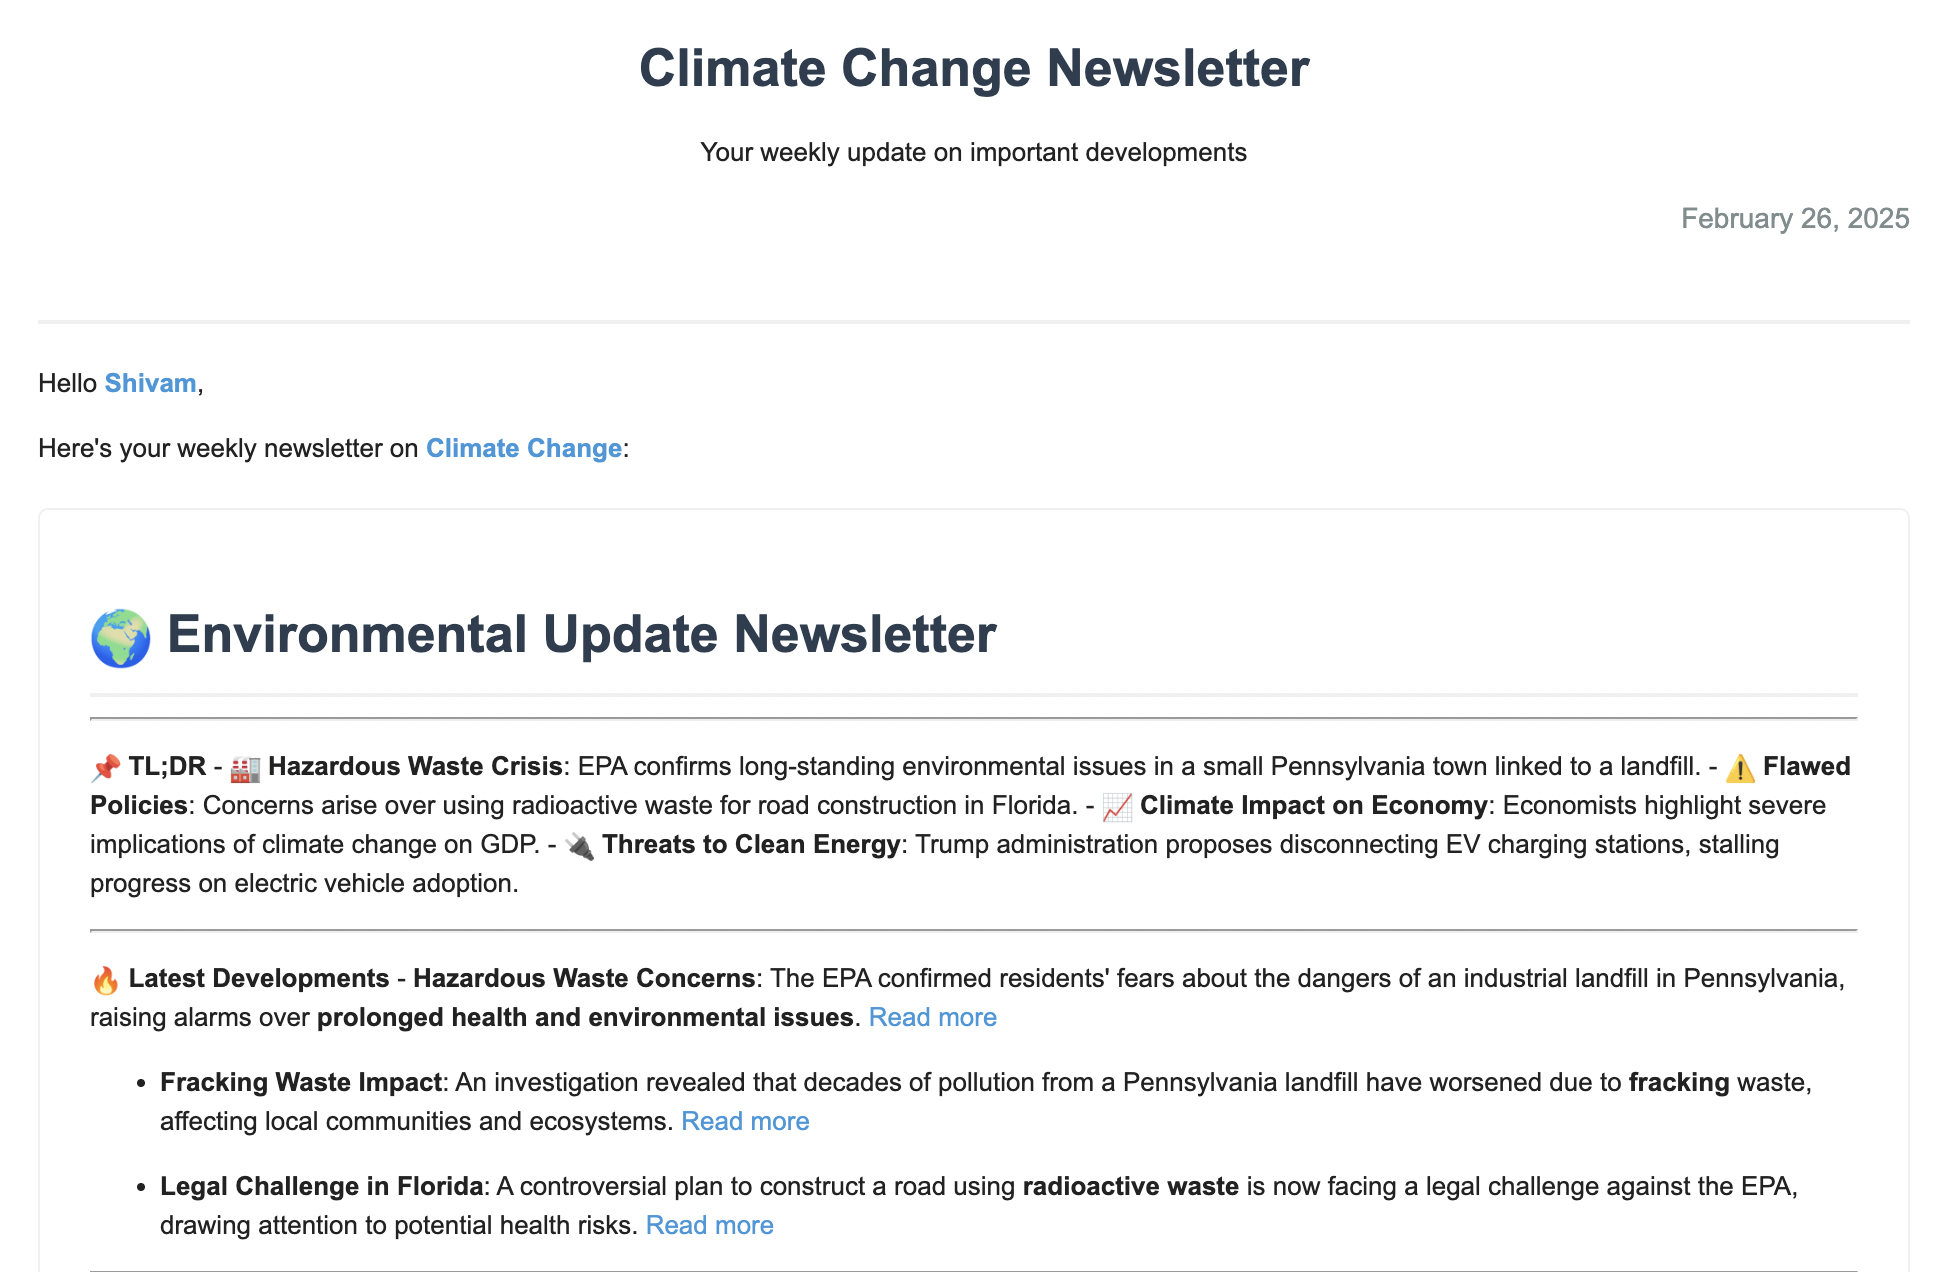 Climate Change Newsletter
Your weekly update on important developments
February 26, 2025
Hello Shivam,
Here's your weekly newsletter on Climate Change:
🌍 Environmental Update Newsletter
📌 TL;DR - 🏭 Hazardous Waste Crisis: EPA confirms long-standing environmental issues in a small Pennsylvania town linked to a landfill. - ⚠️ Flawed
Policies: Concerns arise over using radioactive waste for road construction in Florida. - 📈 Climate Impact on Economy: Economists highlight severe
implications of climate change on GDP. - 🔌 Threats to Clean Energy: Trump administration proposes disconnecting EV charging stations, stalling
progress on electric vehicle adoption.
🔥 Latest Developments - Hazardous Waste Concerns: The EPA confirmed residents' fears about the dangers of an industrial landfill in Pennsylvania,
raising alarms over prolonged health and environmental issues. Read more
• Fracking Waste Impact: An investigation revealed that decades of pollution from a Pennsylvania landfill have worsened due to fracking waste,
affecting local communities and ecosystems. Read more
• Legal Challenge in Florida: A controversial plan to construct a road using radioactive waste is now facing a legal challenge against the EPA,
drawing attention to potential health risks. Read more